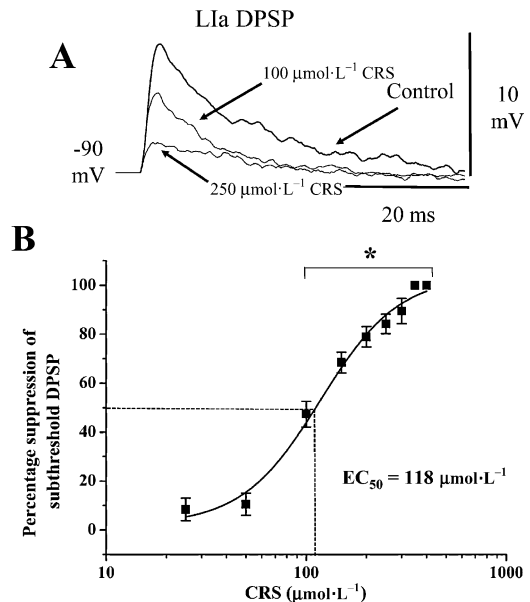 LIa DPSP
A
100 μmol·L⁻¹ CRS
Control
10
mV
-90
mV
250 μmol·L⁻¹ CRS
20 ms
B
*
Percentage suppression of
subthreshold DPSP
100
80
60
40
20
0
EC₅₀ = 118 μmol·L⁻¹
10
100
1000
CRS (μmol·L⁻¹)